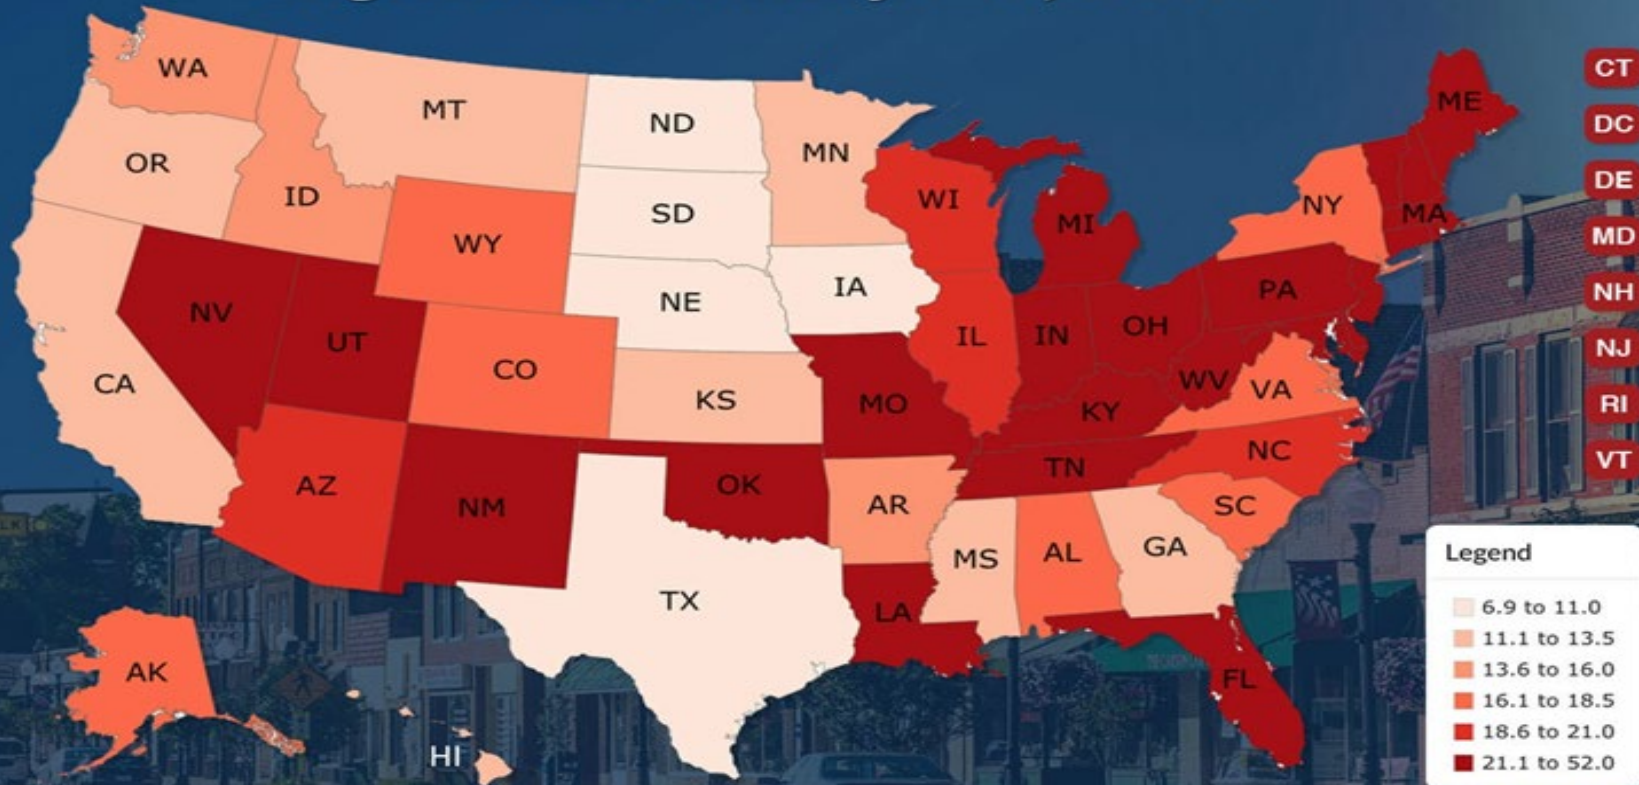 WA
MT
ND
MN
ME
OR
ID
SD
WI
MI
NY
MA
WY
NE
IA
PA
NV
UT
CO
IL
IN
OH
WV
VA
CA
KS
MO
KY
NC
AZ
NM
OK
AR
TN
SC
TX
MS
AL
GA
LA
AK
FL
HI
CT
DC
DE
MD
NH
NJ
RI
VT
Legend
6.9 to 11.0
11.1 to 13.5
13.6 to 16.0
16.1 to 18.5
18.6 to 21.0
21.1 to 52.0